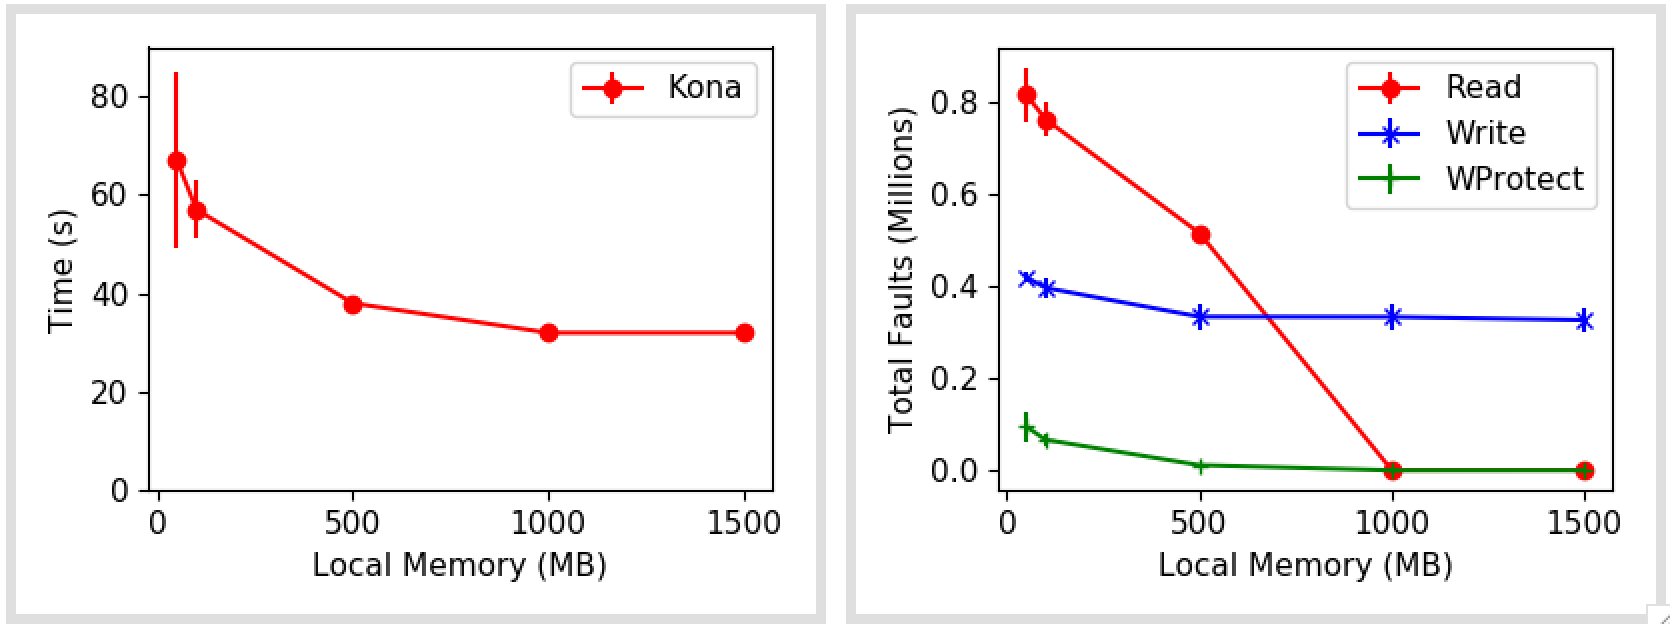 80
60
40
20
0
Time (s)
Kona
0
500
1000
1500
Local Memory (MB)
0.8
0.6
0.4
0.2
0.0
Total Faults (Millions)
Read
Write
WProtect
0
500
1000
1500
Local Memory (MB)